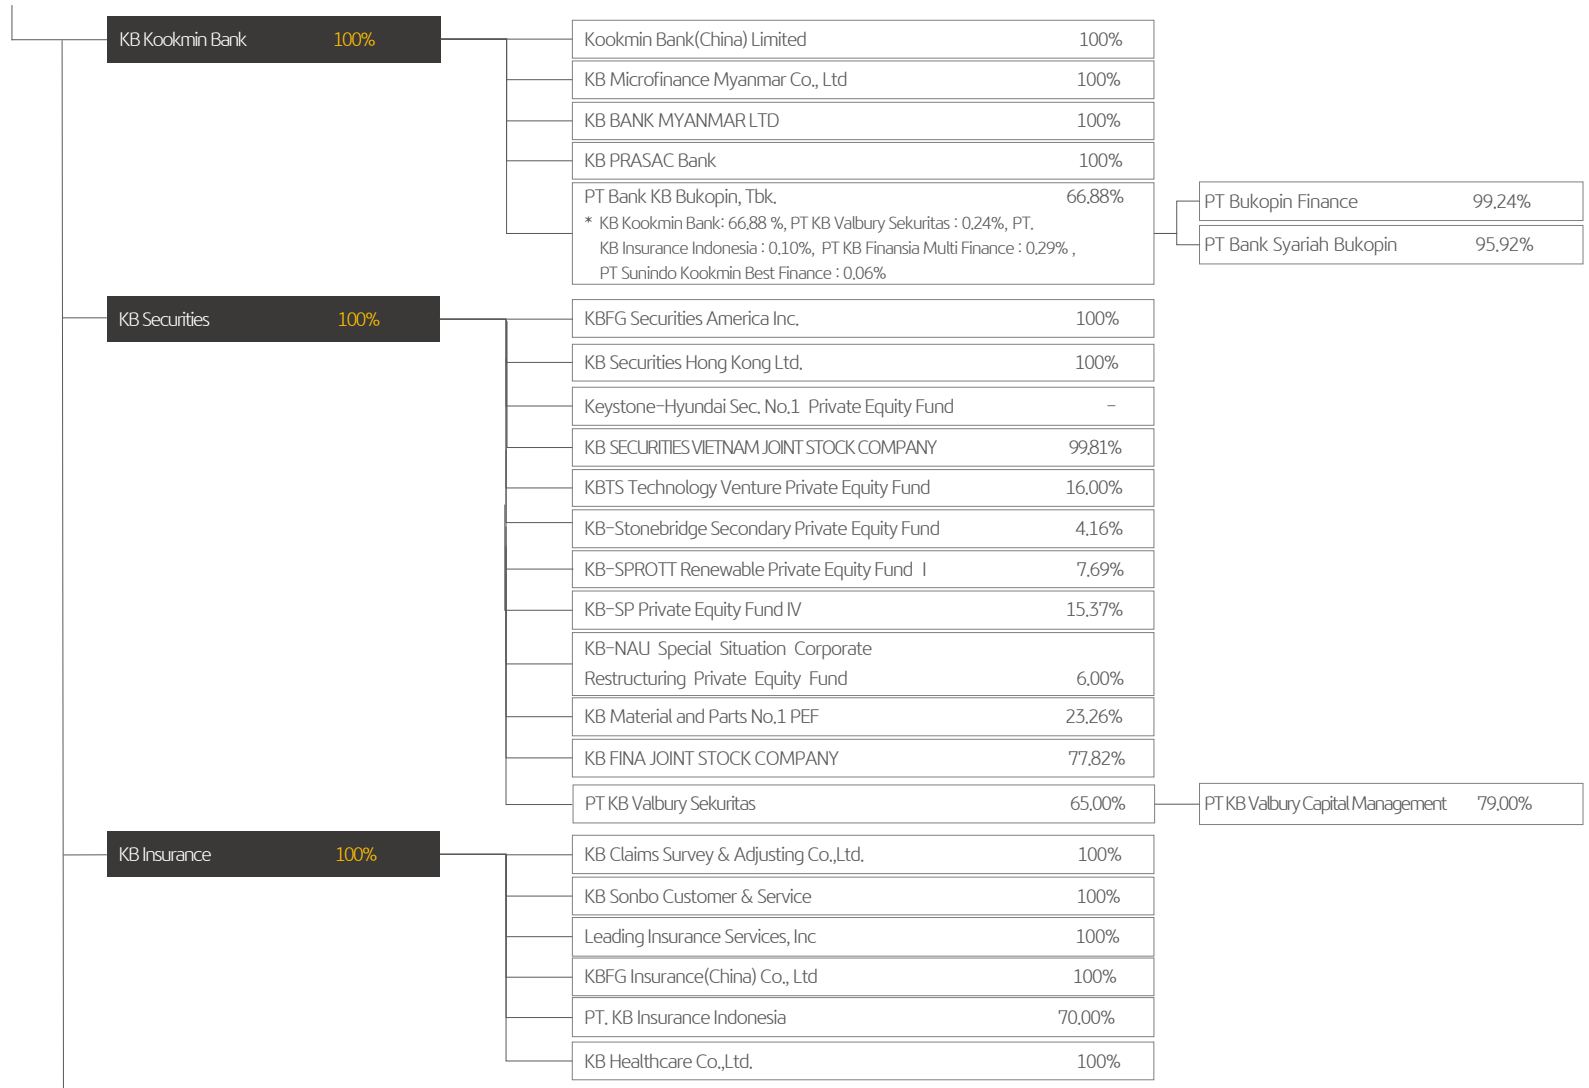 KB Kookmin Bank 100%
Kookmin Bank(China) Limited 100%
KB Microfinance Myanmar Co., Ltd 100%
KB BANK MYANMAR LTD 100%
KB PRASAC Bank 100%
PT Bank KB Bukopin, Tbk. 66.88%
* KB Kookmin Bank: 66.88 %, PT KB Valbury Sekuritas : 0.24%, PT.
KB Insurance Indonesia : 0.10%, PT KB Finansia Multi Finance : 0.29% ,
PT Sunindo Kookmin Best Finance : 0.06%
PT Bukopin Finance 99.24%
PT Bank Syariah Bukopin 95.92%
KB Securities 100%
KBFG Securities America Inc. 100%
KB Securities Hong Kong Ltd. 100%
Keystone-Hyundai Sec. No.1 Private Equity Fund -
KB SECURITIES VIETNAM JOINT STOCK COMPANY 99.81%
KBTS Technology Venture Private Equity Fund 16.00%
KB-Stonebridge Secondary Private Equity Fund 4.16%
KB-SPROTT Renewable Private Equity Fund Ⅰ 7.69%
KB-SP Private Equity Fund IV 15.37%
KB-NAU Special Situation Corporate
Restructuring Private Equity Fund 6.00%
KB Material and Parts No.1 PEF 23.26%
KB FINA JOINT STOCK COMPANY 77.82%
PT KB Valbury Sekuritas 65.00%
PT KB Valbury Capital Management 79.00%
KB Insurance 100%
KB Claims Survey & Adjusting Co.,Ltd. 100%
KB Sonbo Customer & Service 100%
Leading Insurance Services, Inc 100%
KBFG Insurance(China) Co., Ltd 100%
PT. KB Insurance Indonesia 70.00%
KB Healthcare Co.,Ltd. 100%